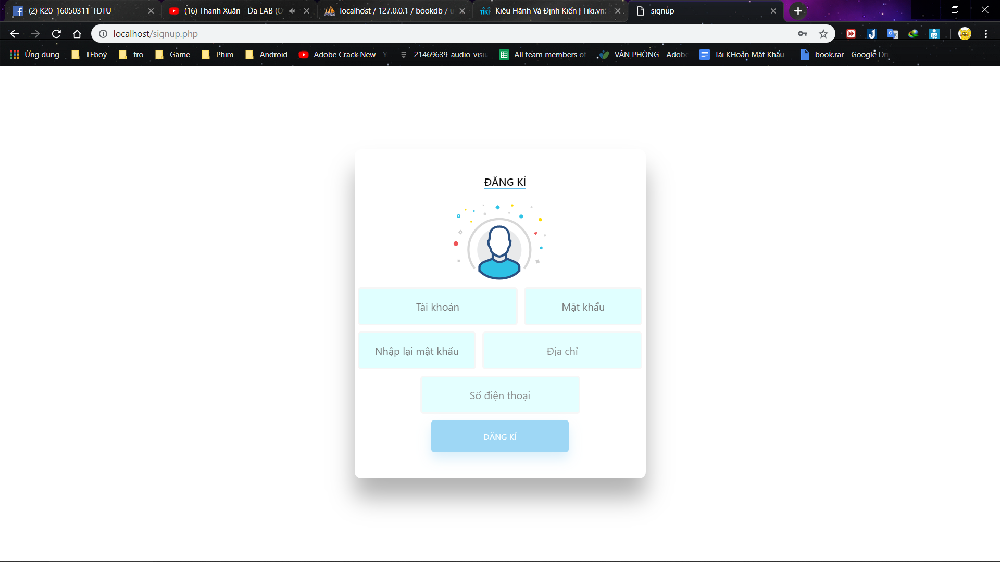 (2) K20-16050311-TDTU
(16) Thanh Xuân - Da LAB (O
localhost / 127.0.0.1 / bookdb / u
TIKI Kiêu Hãnh Và Định Kiến | Tiki.vn:
signup
localhost/signup.php
Ứng dụng TFboý trọ Game Phim Android Adobe Crack New - Y 21469639-audio-visu All team members of VĂN PHÒNG - Adobe Tài KHoản Mật Khẩu book.rar - Google Dri
ĐĂNG KÍ
Tài khoản Mật khẩu
Nhập lại mật khẩu Địa chỉ
Số điện thoại
ĐĂNG KÍ